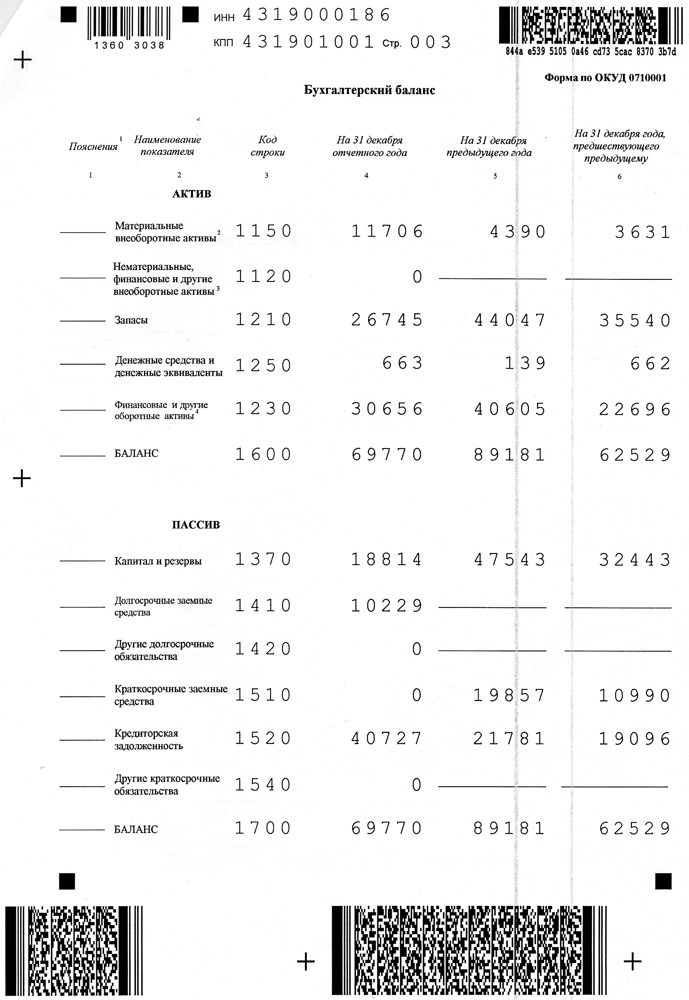 ИНН 4319000186
1360 3038
КПП 431901001 Стр. 003
844a e539 5105 0a46 cd73 5cac 8370 3b7d
Форма по ОКУД 0710001
Бухгалтерский баланс
Пояснения 1 Наименование показателя Код строки На 31 декабря отчетного года На 31 декабря предыдущего года На 31 декабря года, предшествующего предыдущему
1 2 3 4 5 6
АКТИВ
Материальные
внеоборотные активы 2 1150 11706 4390 3631
Нематериальные,
финансовые и другие 1120 0
внеоборотные активы 3
Запасы 1210 26745 44047 35540
Денежные средства и
денежные эквиваленты 1250 663 139 662
Финансовые и другие
оборотные активы 4 1230 30656 40605 22696
БАЛАНС 1600 69770 89181 62529
ПАССИВ
Капитал и резервы 1370 18814 47543 32443
Долгосрочные заемные
средства 1410 10229
Другие долгосрочные
обязательства 1420 0
Краткосрочные заемные
средства 1510 0 19857 10990
Кредиторская
задолженность 1520 40727 21781 19096
Другие краткосрочные
обязательства 1540 0
БАЛАНС 1700 69770 89181 62529